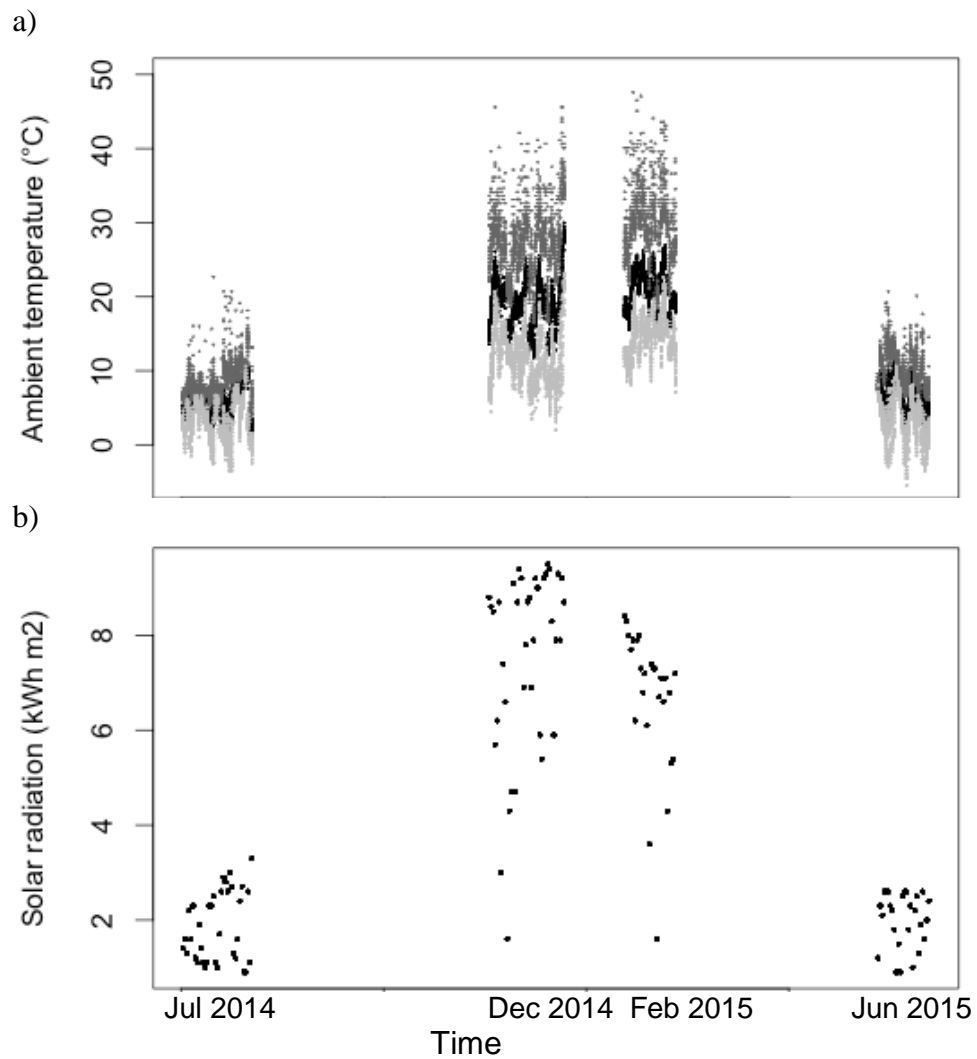 a)
Ambient temperature (°C)
50
40
30
20
10
0
b)
Solar radiation (kWh m2)
8
6
4
2
Jul 2014
Dec 2014
Feb 2015
Jun 2015
Time